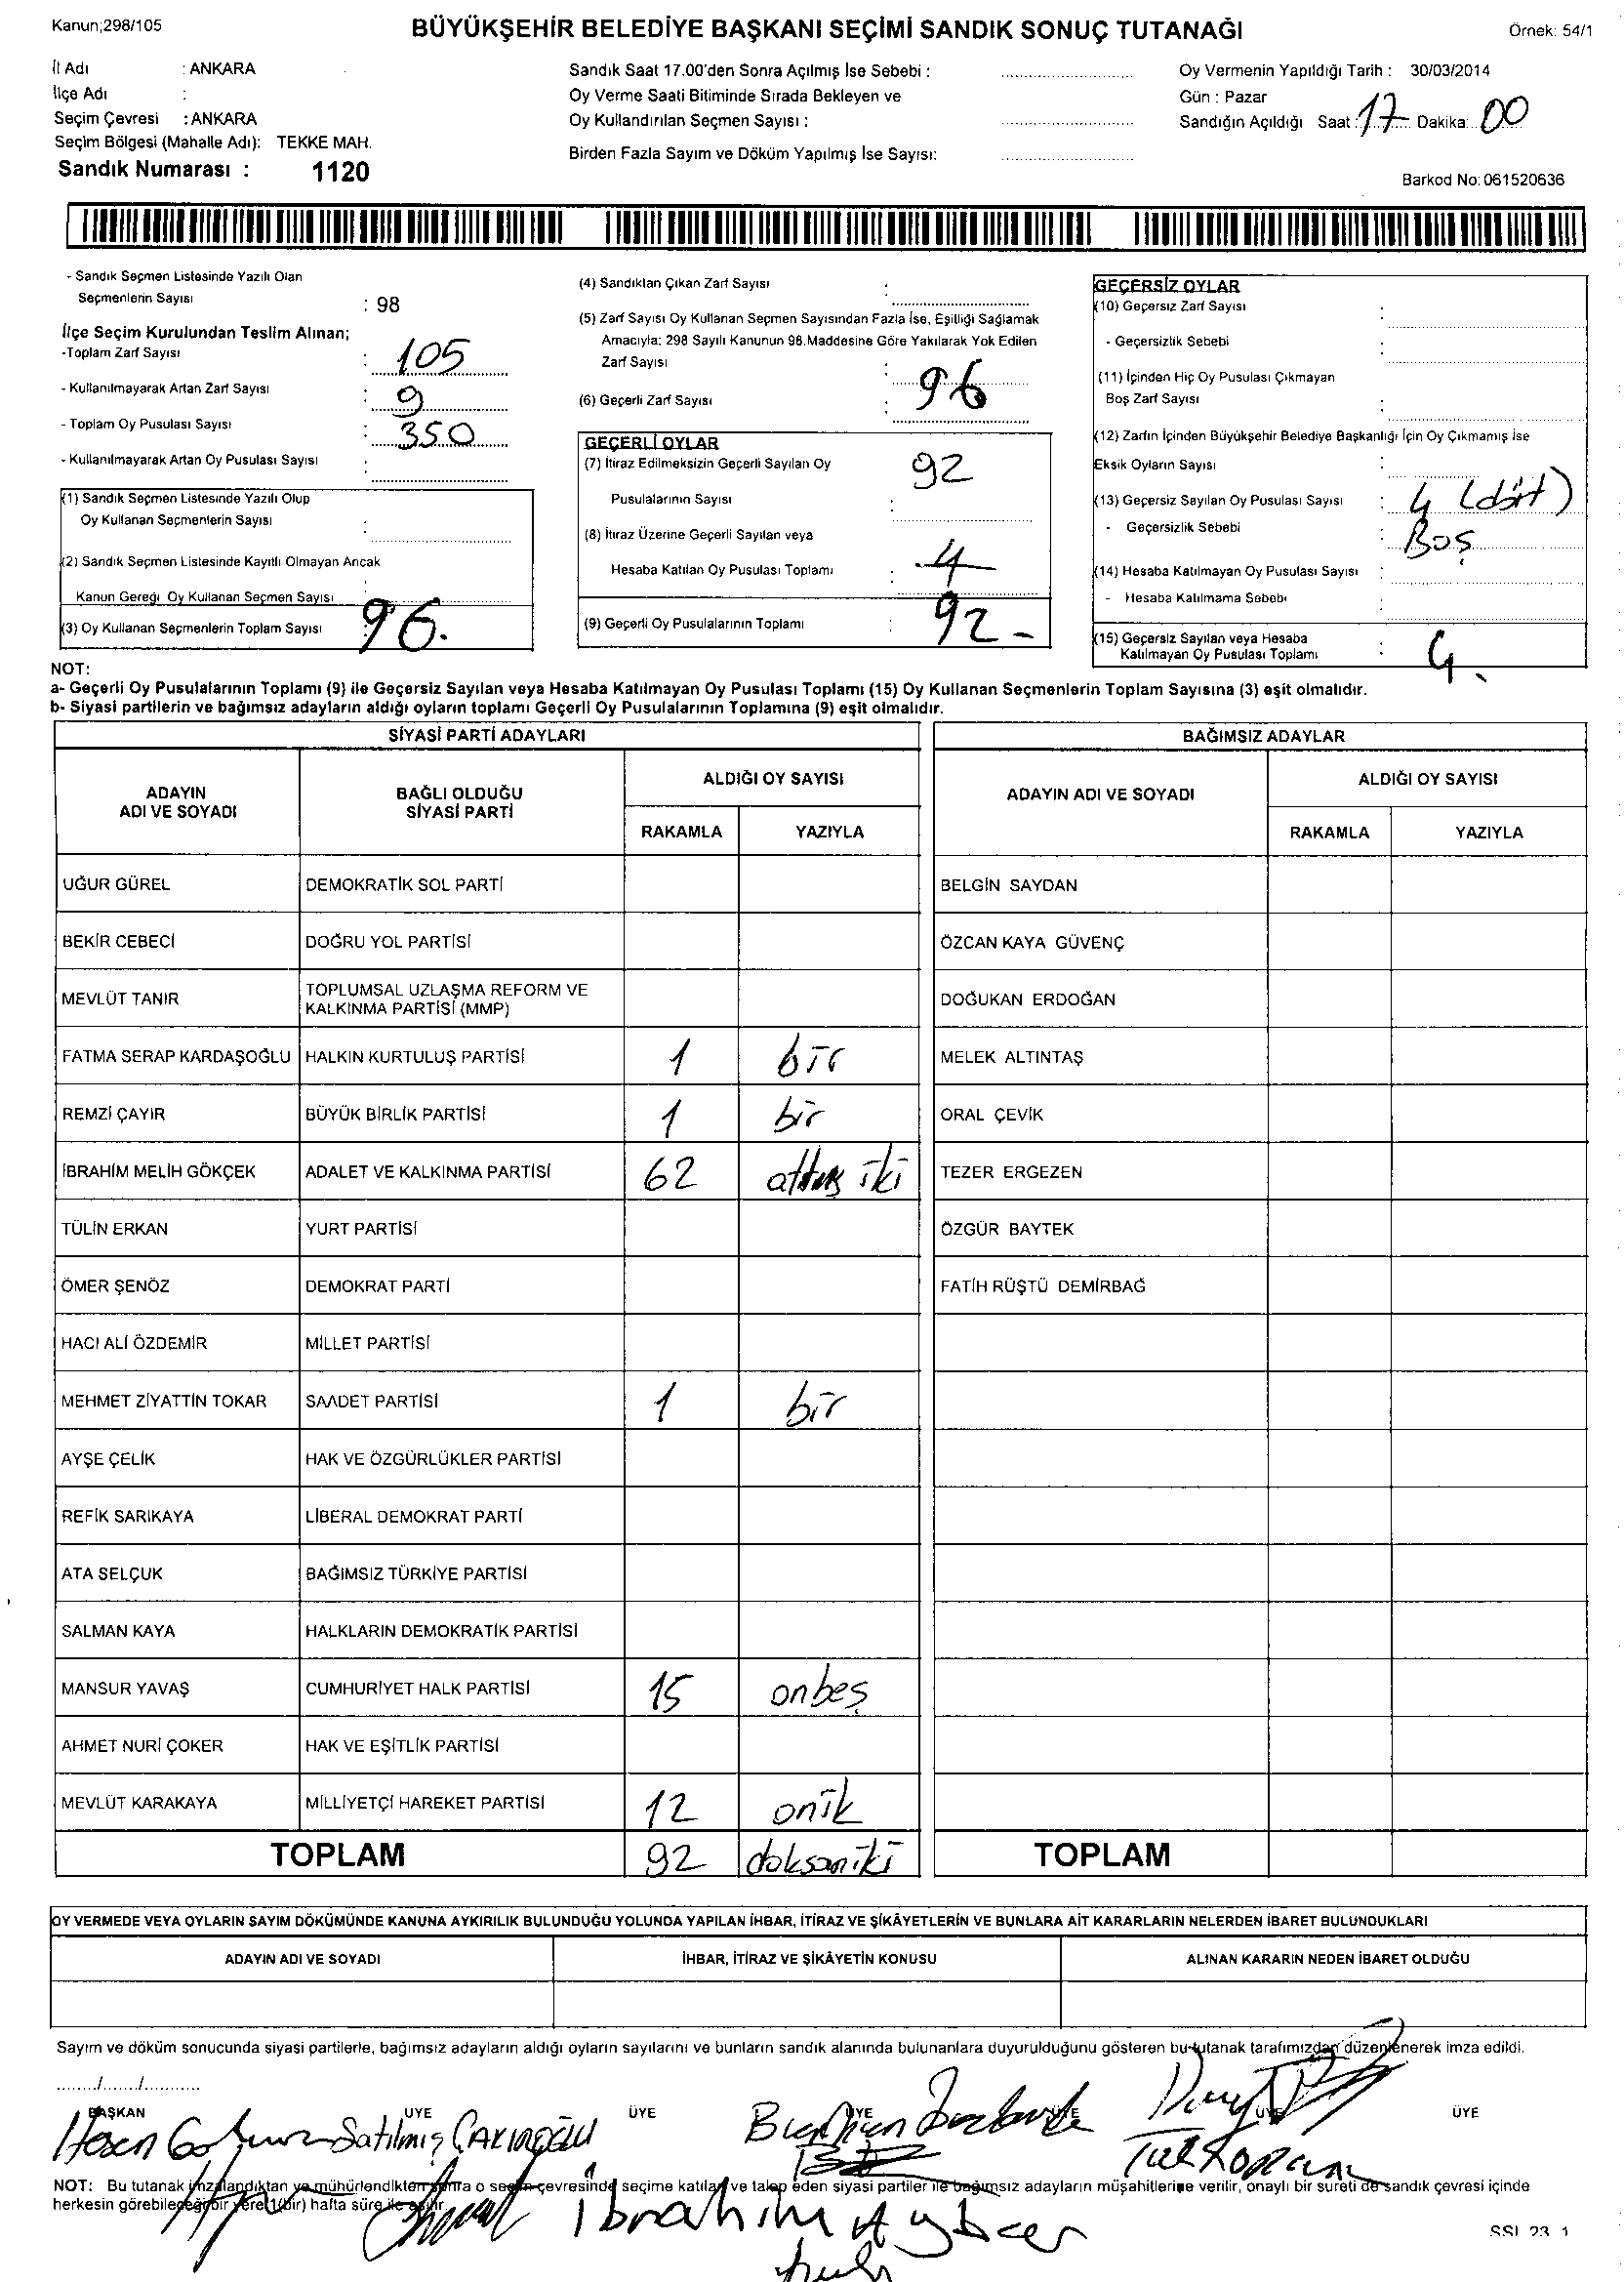 Kanun;298/105
BÜYÜKŞEHİR BELEDİYE BAŞKANI SEÇİMİ SANDIK SONUÇ TUTANAĞI
Örnek: 54/1
İl Adı : ANKARA
İlçe Adı :
Seçim Çevresi : ANKARA
Seçim Bölgesi (Mahalle Adı): TEKKE MAH.
Sandık Numarası : 1120
Sandık Saat 17.00'den Sonra Açılmış İse Sebebi :
Oy Verme Saati Bitiminde Sırada Bekleyen ve
Oy Kullandırılan Seçmen Sayısı :
Birden Fazla Sayım ve Döküm Yapılmış İse Sayısı:
Oy Vermenin Yapıldığı Tarih : 30/03/2014
Gün : Pazar
Sandığın Açıldığı Saat : 17 Dakika: 00
Barkod No: 061520636
- Sandık Seçmen Listesinde Yazılı Olan
Seçmenlerin Sayısı : 98
İlçe Seçim Kurulundan Teslim Alınan;
-Toplam Zarf Sayısı : 105
- Kullanılmayarak Artan Zarf Sayısı : 9
- Toplam Oy Pusulası Sayısı : 350
- Kullanılmayarak Artan Oy Pusulası Sayısı :
(1) Sandık Seçmen Listesinde Yazılı Olup
Oy Kullanan Seçmenlerin Sayısı :
(2) Sandık Seçmen Listesinde Kayıtlı Olmayan Ancak
Kanun Gereği Oy Kullanan Seçmen Sayısı
(3) Oy Kullanan Seçmenlerin Toplam Sayısı : 96.
(4) Sandıktan Çıkan Zarf Sayısı :
(5) Zarf Sayısı Oy Kullanan Seçmen Sayısından Fazla İse, Eşitliği Sağlamak
Amacıyla; 298 Sayılı Kanunun 98.Maddesine Göre Yakılarak Yok Edilen
Zarf Sayısı :
(6) Geçerli Zarf Sayısı : 96
GEÇERLİ OYLAR
(7) İtiraz Edilmeksizin Geçerli Sayılan Oy
Pusulalarının Sayısı : 92
(8) İtiraz Üzerine Geçerli Sayılan veya
Hesaba Katılan Oy Pusulası Toplamı : 4
(9) Geçerli Oy Pusulalarının Toplamı : 92 -
GEÇERSİZ OYLAR
(10) Geçersiz Zarf Sayısı :
- Geçersizlik Sebebi :
(11) İçinden Hiç Oy Pusulası Çıkmayan
Boş Zarf Sayısı :
(12) Zarfın İçinden Büyükşehir Belediye Başkanlığı İçin Oy Çıkmamış İse
Eksik Oyların Sayısı :
(13) Geçersiz Sayılan Oy Pusulası Sayısı : 4 (dört)
- Geçersizlik Sebebi : Boş
(14) Hesaba Katılmayan Oy Pusulası Sayısı :
- Hesaba Katılmama Sebebi
(15) Geçersiz Sayılan veya Hesaba
Katılmayan Oy Pusulası Toplamı : 4.
NOT:
a- Geçerli Oy Pusulalarının Toplamı (9) ile Geçersiz Sayılan veya Hesaba Katılmayan Oy Pusulası Toplamı (15) Oy Kullanan Seçmenlerin Toplam Sayısına (3) eşit olmalıdır.
b- Siyasi partilerin ve bağımsız adayların aldığı oyların toplamı Geçerli Oy Pusulalarının Toplamına (9) eşit olmalıdır.
SİYASİ PARTİ ADAYLARI
ADAYIN ADI VE SOYADI | BAĞLI OLDUĞU SİYASİ PARTİ | ALDIĞI OY SAYISI
RAKAMLA | YAZIYLA
UĞUR GÜREL | DEMOKRATİK SOL PARTİ
BEKİR CEBECİ | DOĞRU YOL PARTİSİ
MEVLÜT TANIR | TOPLUMSAL UZLAŞMA REFORM VE KALKINMA PARTİSİ (MMP)
FATMA SERAP KARDAŞOĞLU | HALKIN KURTULUŞ PARTİSİ | 1 | bir
REMZİ ÇAYIR | BÜYÜK BİRLİK PARTİSİ | 1 | bir
İBRAHİM MELİH GÖKÇEK | ADALET VE KALKINMA PARTİSİ | 62 | altmış iki
TÜLİN ERKAN | YURT PARTİSİ
ÖMER ŞENÖZ | DEMOKRAT PARTİ
HACI ALİ ÖZDEMİR | MİLLET PARTİSİ
MEHMET ZİYATTİN TOKAR | SAADET PARTİSİ | 1 | bir
AYŞE ÇELİK | HAK VE ÖZGÜRLÜKLER PARTİSİ
REFİK SARIKAYA | LİBERAL DEMOKRAT PARTİ
ATA SELÇUK | BAĞIMSIZ TÜRKİYE PARTİSİ
SALMAN KAYA | HALKLARIN DEMOKRATİK PARTİSİ
MANSUR YAVAŞ | CUMHURİYET HALK PARTİSİ | 15 | onbeş
AHMET NURİ ÇOKER | HAK VE EŞİTLİK PARTİSİ
MEVLÜT KARAKAYA | MİLLİYETÇİ HAREKET PARTİSİ | 12 | onik
TOPLAM | 92 | doksaniki
BAĞIMSIZ ADAYLAR
ADAYIN ADI VE SOYADI | ALDIĞI OY SAYISI
RAKAMLA | YAZIYLA
BELGİN SAYDAN
ÖZCAN KAYA GÜVENÇ
DOĞUKAN ERDOĞAN
MELEK ALTINTAŞ
ORAL ÇEVİK
TEZER ERGEZEN
ÖZGÜR BAYTEK
FATİH RÜŞTÜ DEMİRBAĞ
TOPLAM
OY VERMEDE VEYA OYLARIN SAYIM DÖKÜMÜNDE KANUNA AYKIRILIK BULUNDUĞU YOLUNDA YAPILAN İHBAR, İTİRAZ VE ŞİKÂYETLERİN VE BUNLARA AİT KARARLARIN NELERDEN İBARET BULUNDUKLARI
ADAYIN ADI VE SOYADI | İHBAR, İTİRAZ VE ŞİKÂYETİN KONUSU | ALINAN KARARIN NEDEN İBARET OLDUĞU
Sayım ve döküm sonucunda siyasi partilerle, bağımsız adayların aldığı oyların sayılarını ve bunların sandık alanında bulunanlara duyurulduğunu gösteren bu tutanak tarafımızdan düzenlenerek imza edildi.
......./......./...........
BAŞKAN ÜYE ÜYE ÜYE ÜYE ÜYE ÜYE
Satılmış
NOT: Bu tutanak imzalandıktan ve mühürlendikten sonra o seçim çevresinde seçime katılan ve talep eden siyasi partiler ile bağımsız adayların müşahitlerine verilir, onaylı bir sureti de sandık çevresi içinde
herkesin görebileceği bir yere 1(bir) hafta süre ile asılır.
İbrahim
SSI 23 1